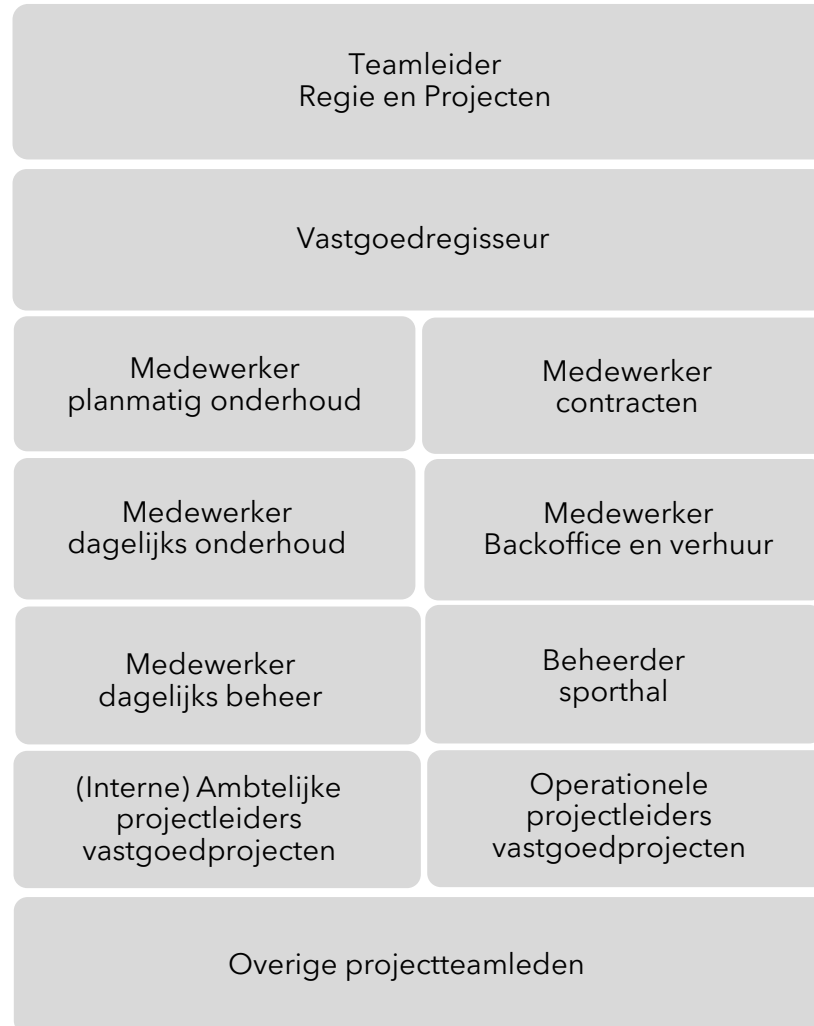 Teamleider
Regie en Projecten
Vastgoedregisseur
Medewerker
planmatig onderhoud
Medewerker
contracten
Medewerker
dagelijks onderhoud
Medewerker
Backoffice en verhuur
Medewerker
dagelijks beheer
Beheerder
sporthal
(Interne) Ambtelijke
projectleiders
vastgoedprojecten
Operationele
projectleiders
vastgoedprojecten
Overige projectteamleden